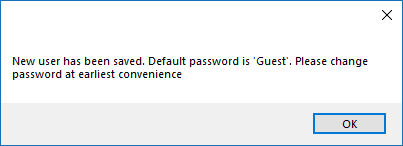 New user has been saved. Default password is 'Guest'. Please change
password at earliest convenience
OK